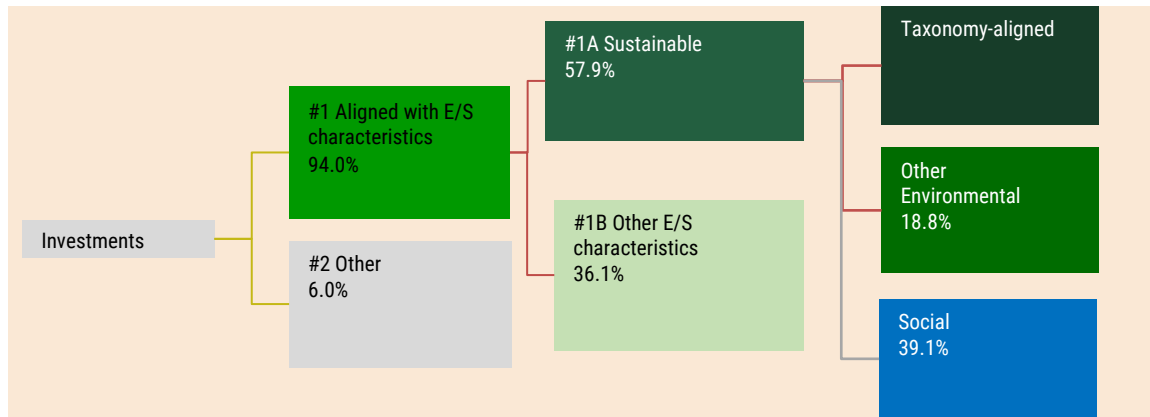 Investments
#1 Aligned with E/S
characteristics
94.0%
#2 Other
6.0%
#1A Sustainable
57.9%
#1B Other E/S
characteristics
36.1%
Taxonomy-aligned
Other
Environmental
18.8%
Social
39.1%